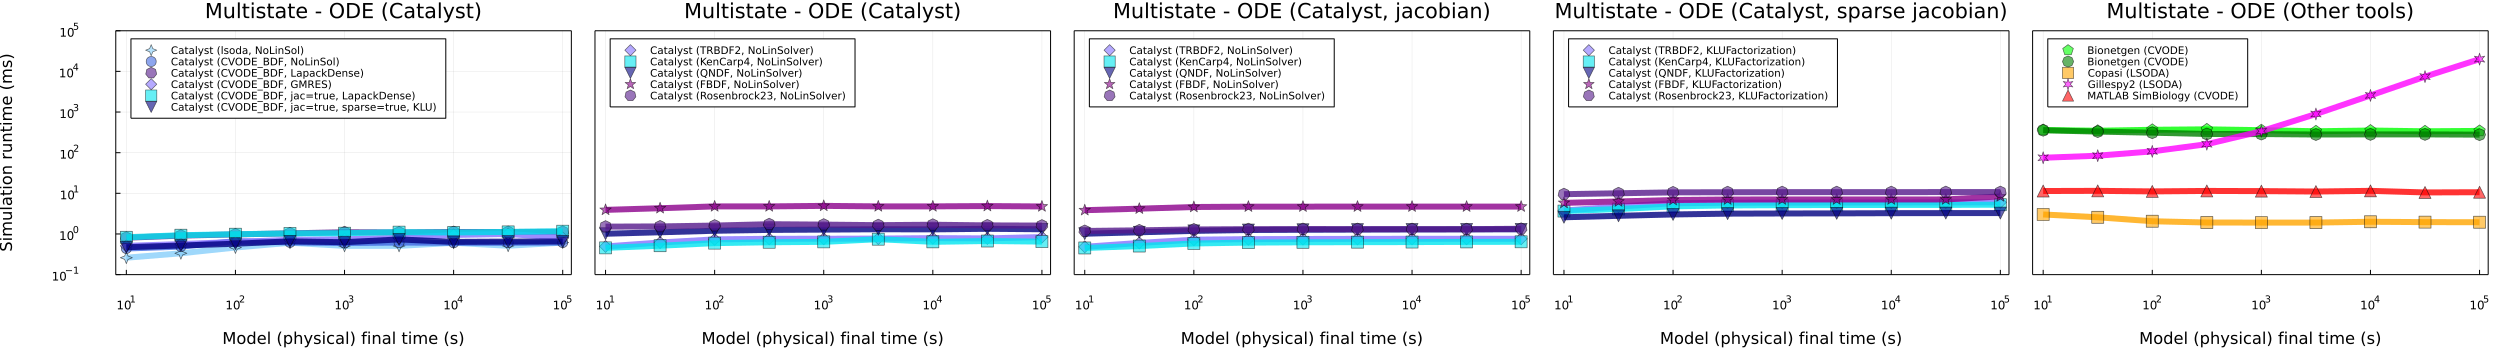 Multistate - ODE (Catalyst)
Simulation runtime (ms)
10^5
10^4
10^3
10^2
10^1
10^0
10^−1
Catalyst (lsoda, NoLinSol)
Catalyst (CVODE_BDF, NoLinSol)
Catalyst (CVODE_BDF, LapackDense)
Catalyst (CVODE_BDF, GMRES)
Catalyst (CVODE_BDF, jac=true, LapackDense)
Catalyst (CVODE_BDF, jac=true, sparse=true, KLU)
10^1 10^2 10^3 10^4 10^5
Model (physical) final time (s)
Multistate - ODE (Catalyst)
Catalyst (TRBDF2, NoLinSolver)
Catalyst (KenCarp4, NoLinSolver)
Catalyst (QNDF, NoLinSolver)
Catalyst (FBDF, NoLinSolver)
Catalyst (Rosenbrock23, NoLinSolver)
10^1 10^2 10^3 10^4 10^5
Model (physical) final time (s)
Multistate - ODE (Catalyst, jacobian)
Catalyst (TRBDF2, NoLinSolver)
Catalyst (KenCarp4, NoLinSolver)
Catalyst (QNDF, NoLinSolver)
Catalyst (FBDF, NoLinSolver)
Catalyst (Rosenbrock23, NoLinSolver)
10^1 10^2 10^3 10^4 10^5
Model (physical) final time (s)
Multistate - ODE (Catalyst, sparse jacobian)
Catalyst (TRBDF2, KLUFactorization)
Catalyst (KenCarp4, KLUFactorization)
Catalyst (QNDF, KLUFactorization)
Catalyst (FBDF, KLUFactorization)
Catalyst (Rosenbrock23, KLUFactorization)
10^1 10^2 10^3 10^4 10^5
Model (physical) final time (s)
Multistate - ODE (Other tools)
Bionetgen (CVODE)
Bionetgen (CVODE)
Copasi (LSODA)
Gillespy2 (LSODA)
MATLAB SimBiology (CVODE)
10^1 10^2 10^3 10^4 10^5
Model (physical) final time (s)